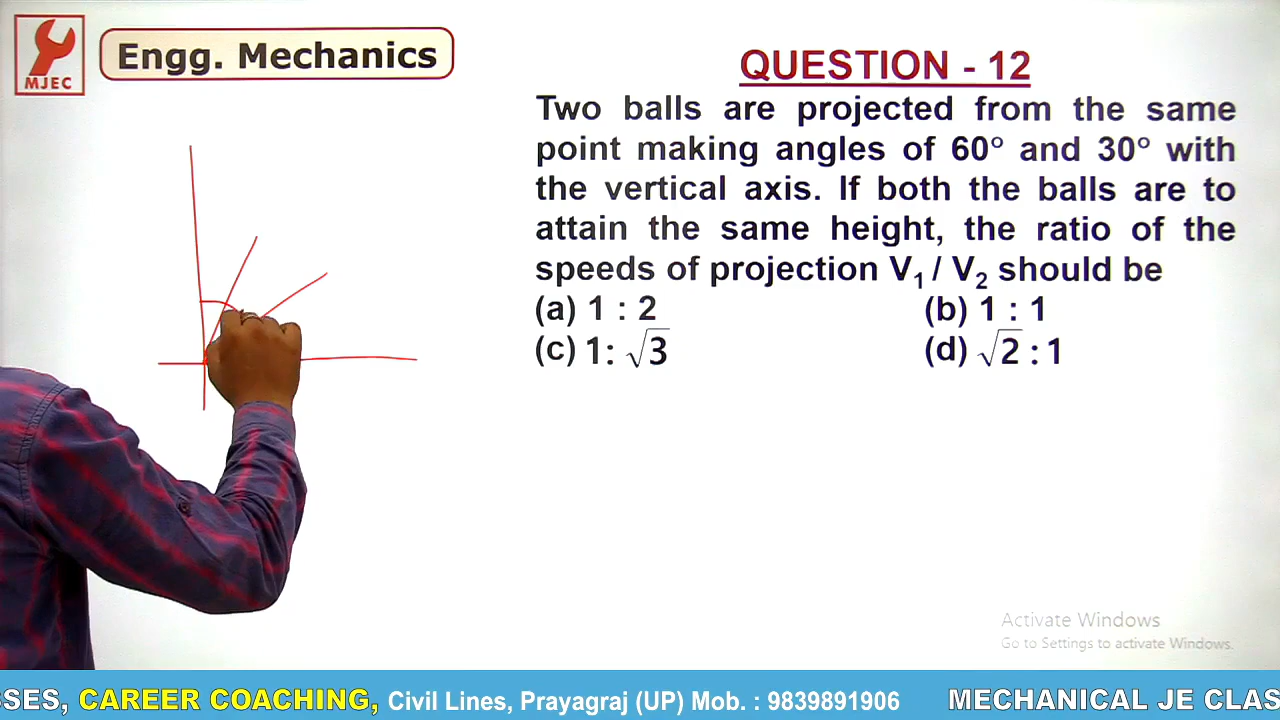 MJEC
Engg. Mechanics
QUESTION - 12
Two balls are projected from the same
point making angles of 60° and 30° with
the vertical axis. If both the balls are to
attain the same height, the ratio of the
speeds of projection V₁ / V₂ should be
(a) 1 : 2 (b) 1 : 1
(c) 1: √3 (d) √2 : 1
Activate Windows
Go to Settings to activate Windows.
SSES, CAREER COACHING, Civil Lines, Prayagraj (UP) Mob. : 9839891906 MECHANICAL JE CLAS